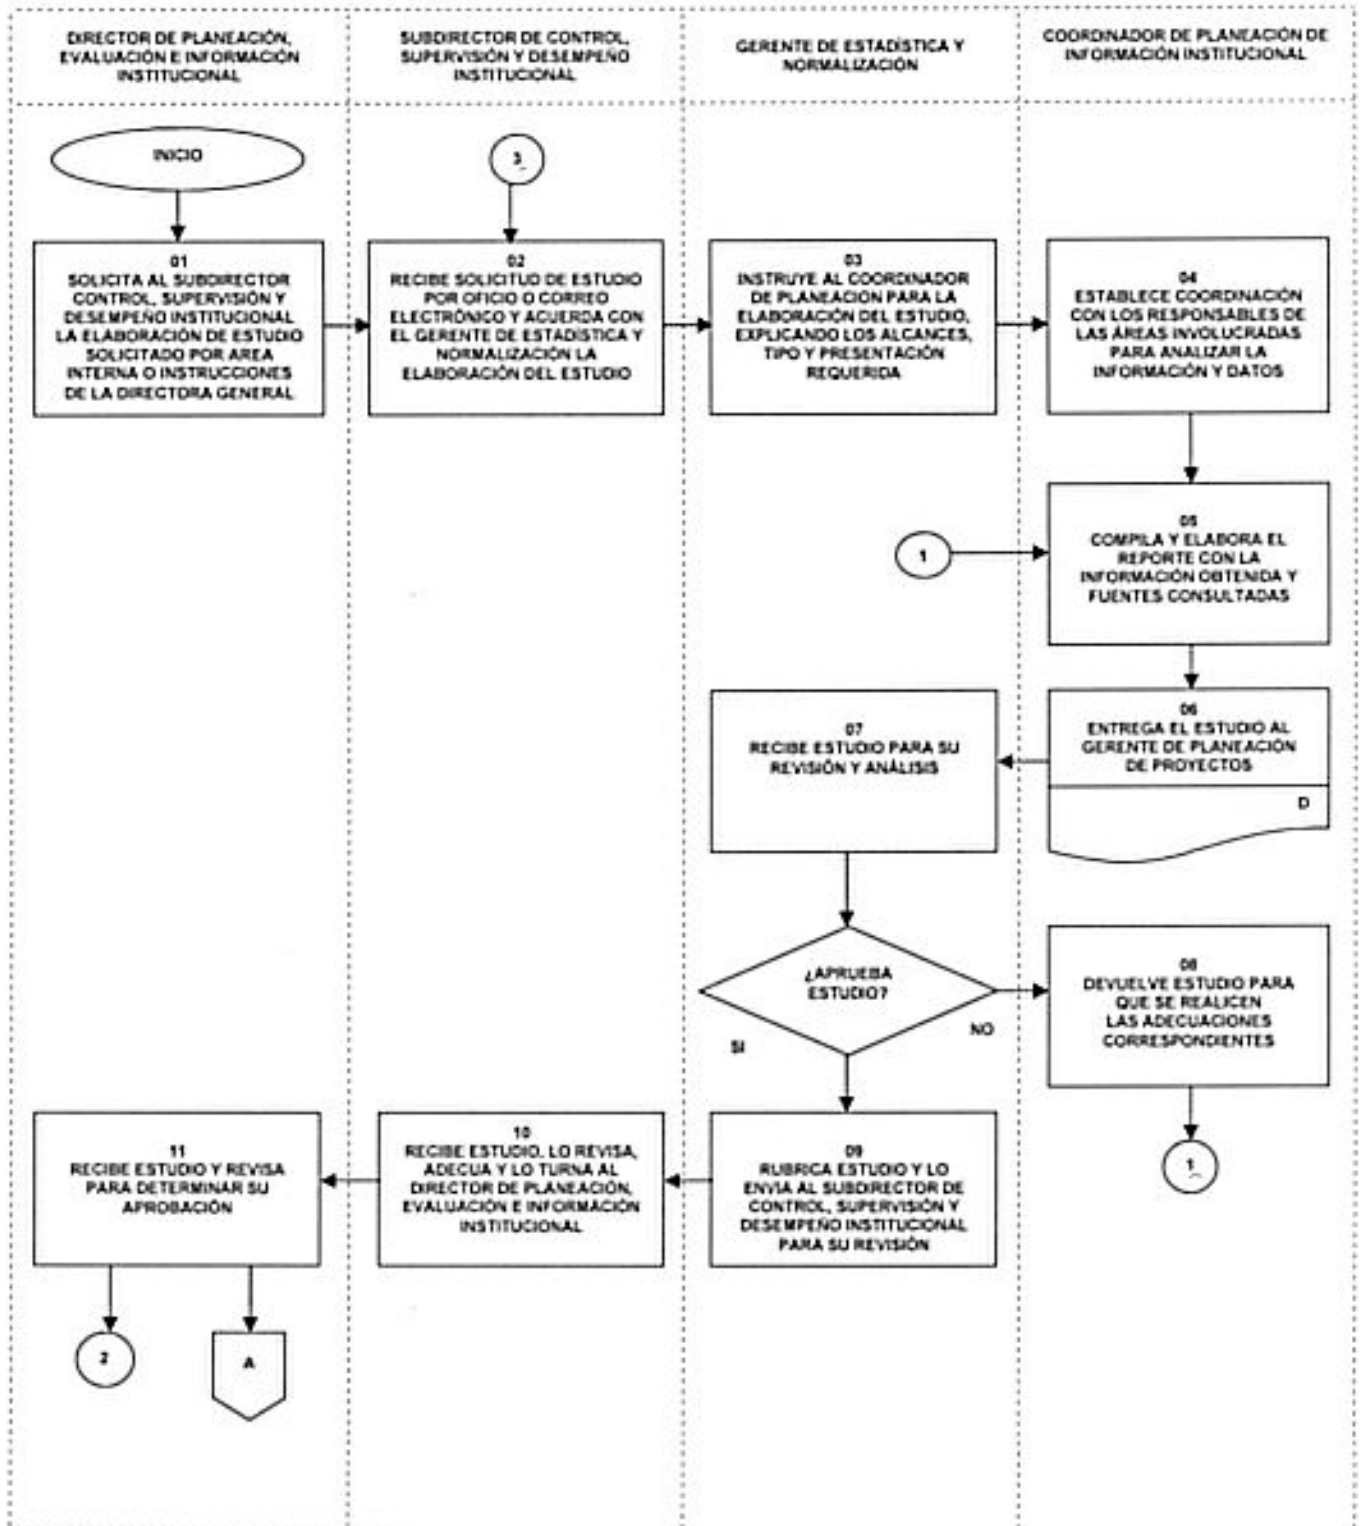 DIRECTOR DE PLANEACIÓN,
EVALUACIÓN E INFORMACIÓN
INSTITUCIONAL
SUBDIRECTOR DE CONTROL,
SUPERVISIÓN Y DESEMPEÑO
INSTITUCIONAL
GERENTE DE ESTADÍSTICA Y
NORMALIZACIÓN
COORDINADOR DE PLANEACIÓN DE
INFORMACIÓN INSTITUCIONAL
INICIO
3
01
SOLICITA AL SUBDIRECTOR
CONTROL, SUPERVISIÓN Y
DESEMPEÑO INSTITUCIONAL
LA ELABORACIÓN DE ESTUDIO
SOLICITADO POR AREA
INTERNA O INSTRUCCIONES
DE LA DIRECTORA GENERAL
02
RECIBE SOLICITUD DE ESTUDIO
POR OFICIO O CORREO
ELECTRÓNICO Y ACUERDA CON
EL GERENTE DE ESTADÍSTICA Y
NORMALIZACIÓN LA
ELABORACIÓN DEL ESTUDIO
03
INSTRUYE AL COORDINADOR
DE PLANEACION PARA LA
ELABORACIÓN DEL ESTUDIO,
EXPLICANDO LOS ALCANCES,
TIPO Y PRESENTACIÓN
REQUERIDA
04
ESTABLECE COORDINACIÓN
CON LOS RESPONSABLES DE
LAS ÁREAS INVOLUCRADAS
PARA ANALIZAR LA
INFORMACIÓN Y DATOS
1
05
COMPILA Y ELABORA EL
REPORTE CON LA
INFORMACIÓN OBTENIDA Y
FUENTES CONSULTADAS
06
ENTREGA EL ESTUDIO AL
GERENTE DE PLANEACIÓN
DE PROYECTOS
D
07
RECIBE ESTUDIO PARA SU
REVISIÓN Y ANÁLISIS
¿APRUEBA
ESTUDIO?
SI
NO
08
DEVUELVE ESTUDIO PARA
QUE SE REALICEN
LAS ADECUACIONES
CORRESPONDIENTES
1
09
RUBRICA ESTUDIO Y LO
ENVIA AL SUBDIRECTOR DE
CONTROL, SUPERVISIÓN Y
DESEMPEÑO INSTITUCIONAL
PARA SU REVISIÓN
10
RECIBE ESTUDIO, LO REVISA,
ADECUA Y LO TURNA AL
DIRECTOR DE PLANEACIÓN,
EVALUACIÓN E INFORMACIÓN
INSTITUCIONAL
11
RECIBE ESTUDIO Y REVISA
PARA DETERMINAR SU
APROBACIÓN
2
A